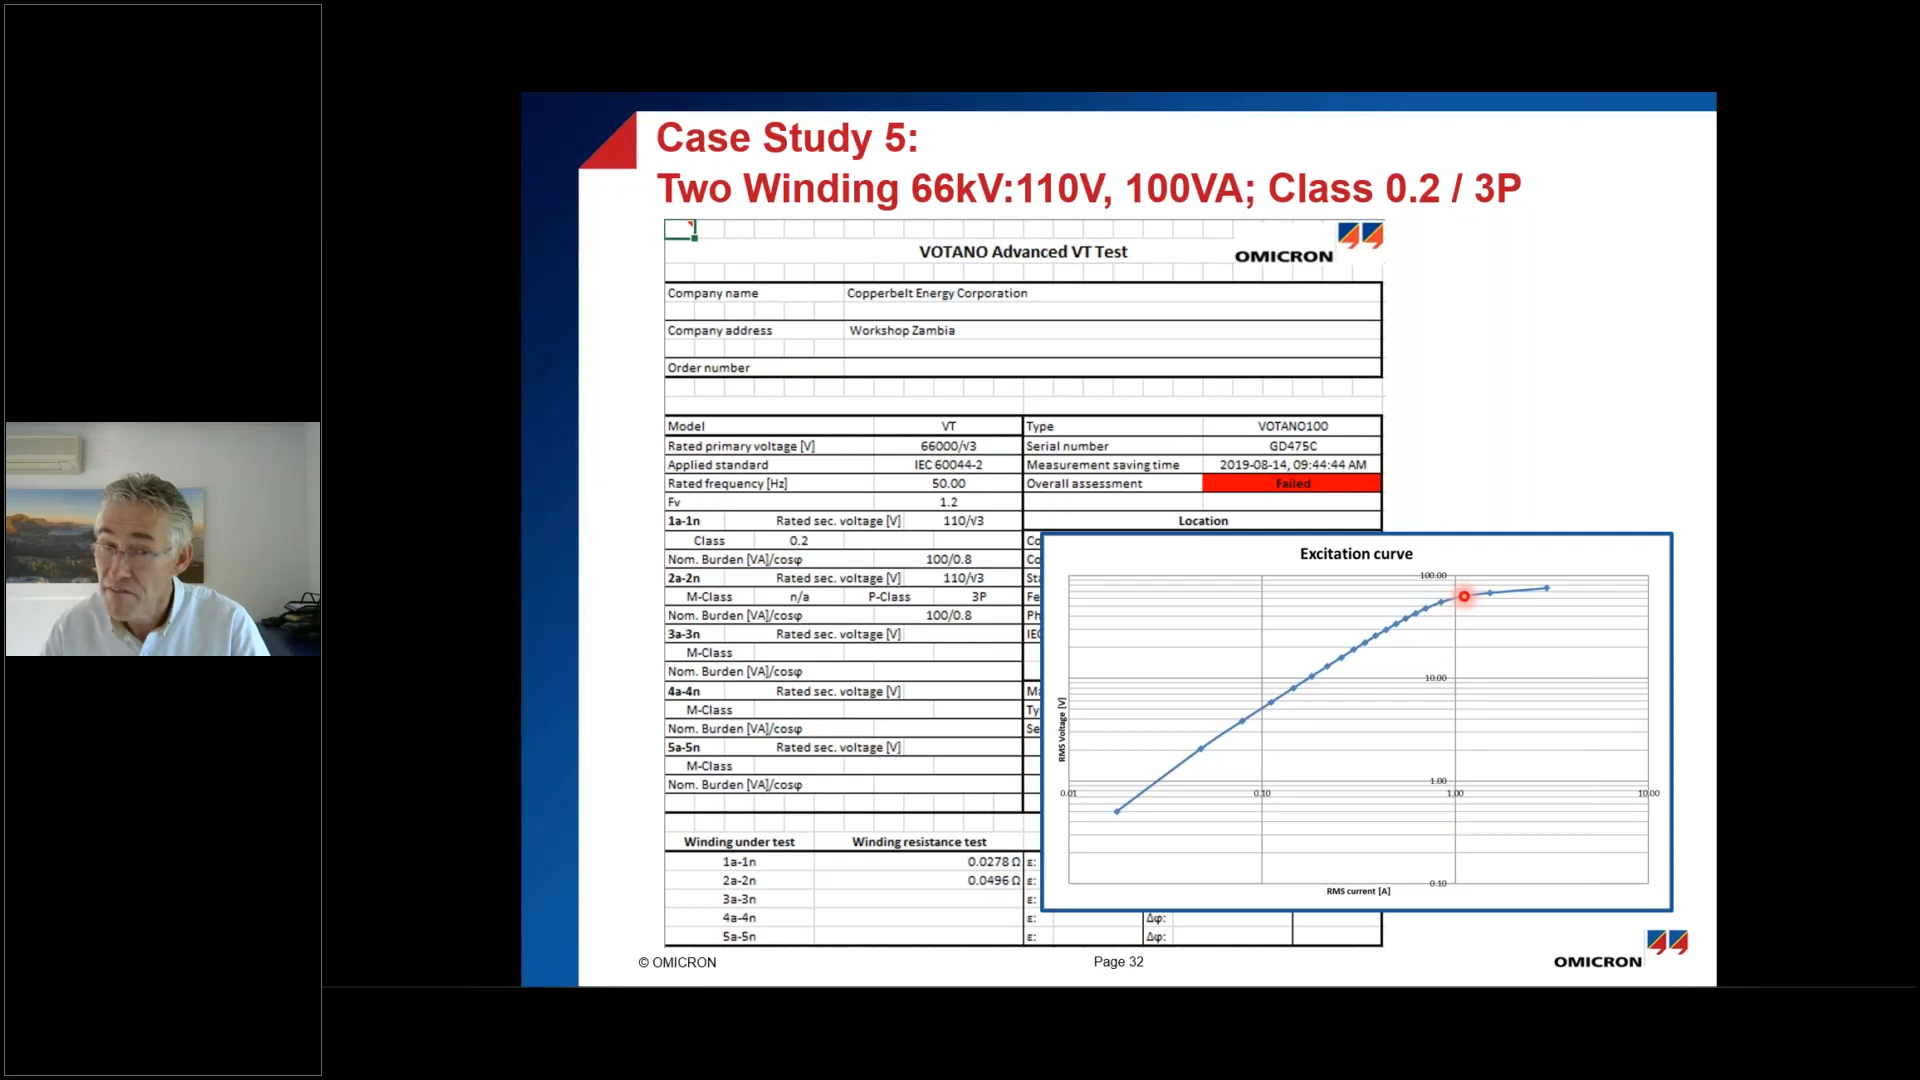 Case Study 5:
Two Winding 66kV:110V, 100VA; Class 0.2 / 3P
VOTANO Advanced VT Test
OMICRON
Company name Copperbelt Energy Corporation
Company address Workshop Zambia
Order number
Model VT Type VOTANO100
Rated primary voltage [V] 66000/√3 Serial number GD475C
Applied standard IEC 60044-2 Measurement saving time 2019-08-14, 09:44:44 AM
Rated frequency [Hz] 50.00 Overall assessment Failed
Fv 1.2
1a-1n Rated sec. voltage [V] 110/√3 Location
Class 0.2 Co
Nom. Burden [VA]/cosφ 100/0.8 Co
2a-2n Rated sec. voltage [V] 110/√3 Sta
M-Class n/a P-Class 3P Fe
Nom. Burden [VA]/cosφ 100/0.8 Ph
3a-3n Rated sec. voltage [V] IEC
M-Class
Nom. Burden [VA]/cosφ
4a-4n Rated sec. voltage [V] Ma
M-Class Ty
Nom. Burden [VA]/cosφ Se
5a-5n Rated sec. voltage [V]
M-Class
Nom. Burden [VA]/cosφ
Winding under test Winding resistance test
1a-1n 0.0278 Ω ε:
2a-2n 0.0496 Ω ε:
3a-3n ε:
4a-4n ε: Δφ:
5a-5n ε: Δφ:
Excitation curve
100.00
10.00
1.00
0.01 0.10 1.00 10.00
0.10
RMS Voltage [V]
RMS current [A]
© OMICRON
Page 32
OMICRON